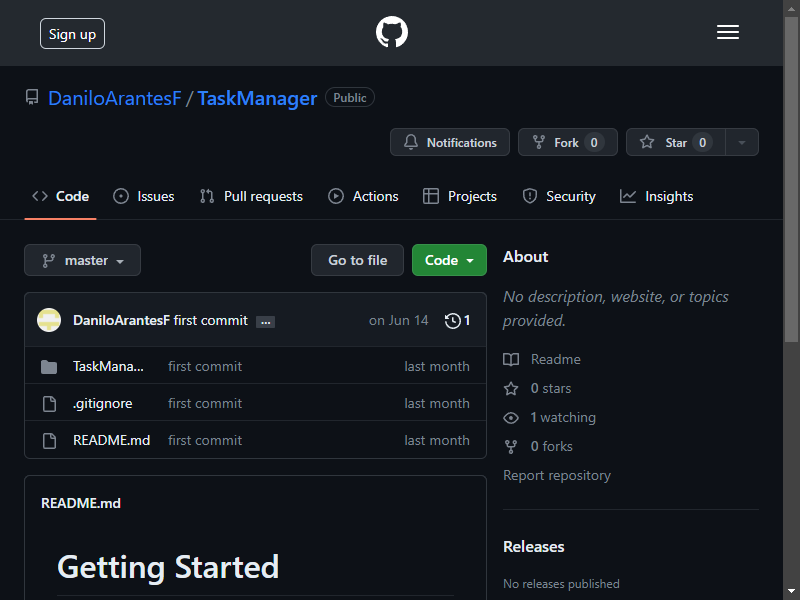 Sign up
DaniloArantesF / TaskManager Public
Notifications Fork 0 Star 0
Code Issues Pull requests Actions Projects Security Insights
master Go to file Code
DaniloArantesF first commit ... on Jun 14 1
TaskMana... first commit last month
.gitignore first commit last month
README.md first commit last month
README.md
Getting Started
About
No description, website, or topics
provided.
Readme
0 stars
1 watching
0 forks
Report repository
Releases
No releases published